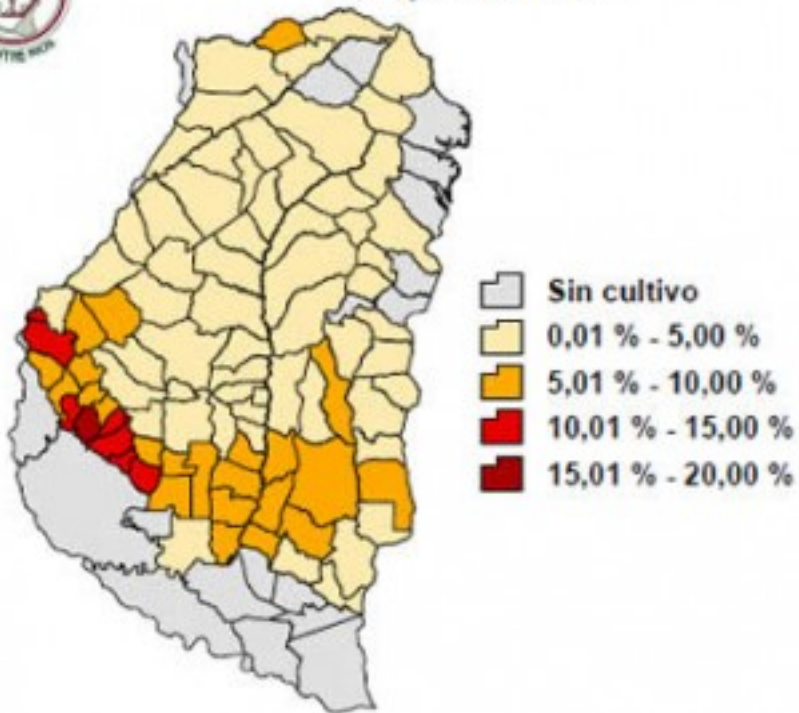 Sin cultivo
0,01 % - 5,00 %
5,01 % - 10,00 %
10,01 % - 15,00 %
15,01 % - 20,00 %